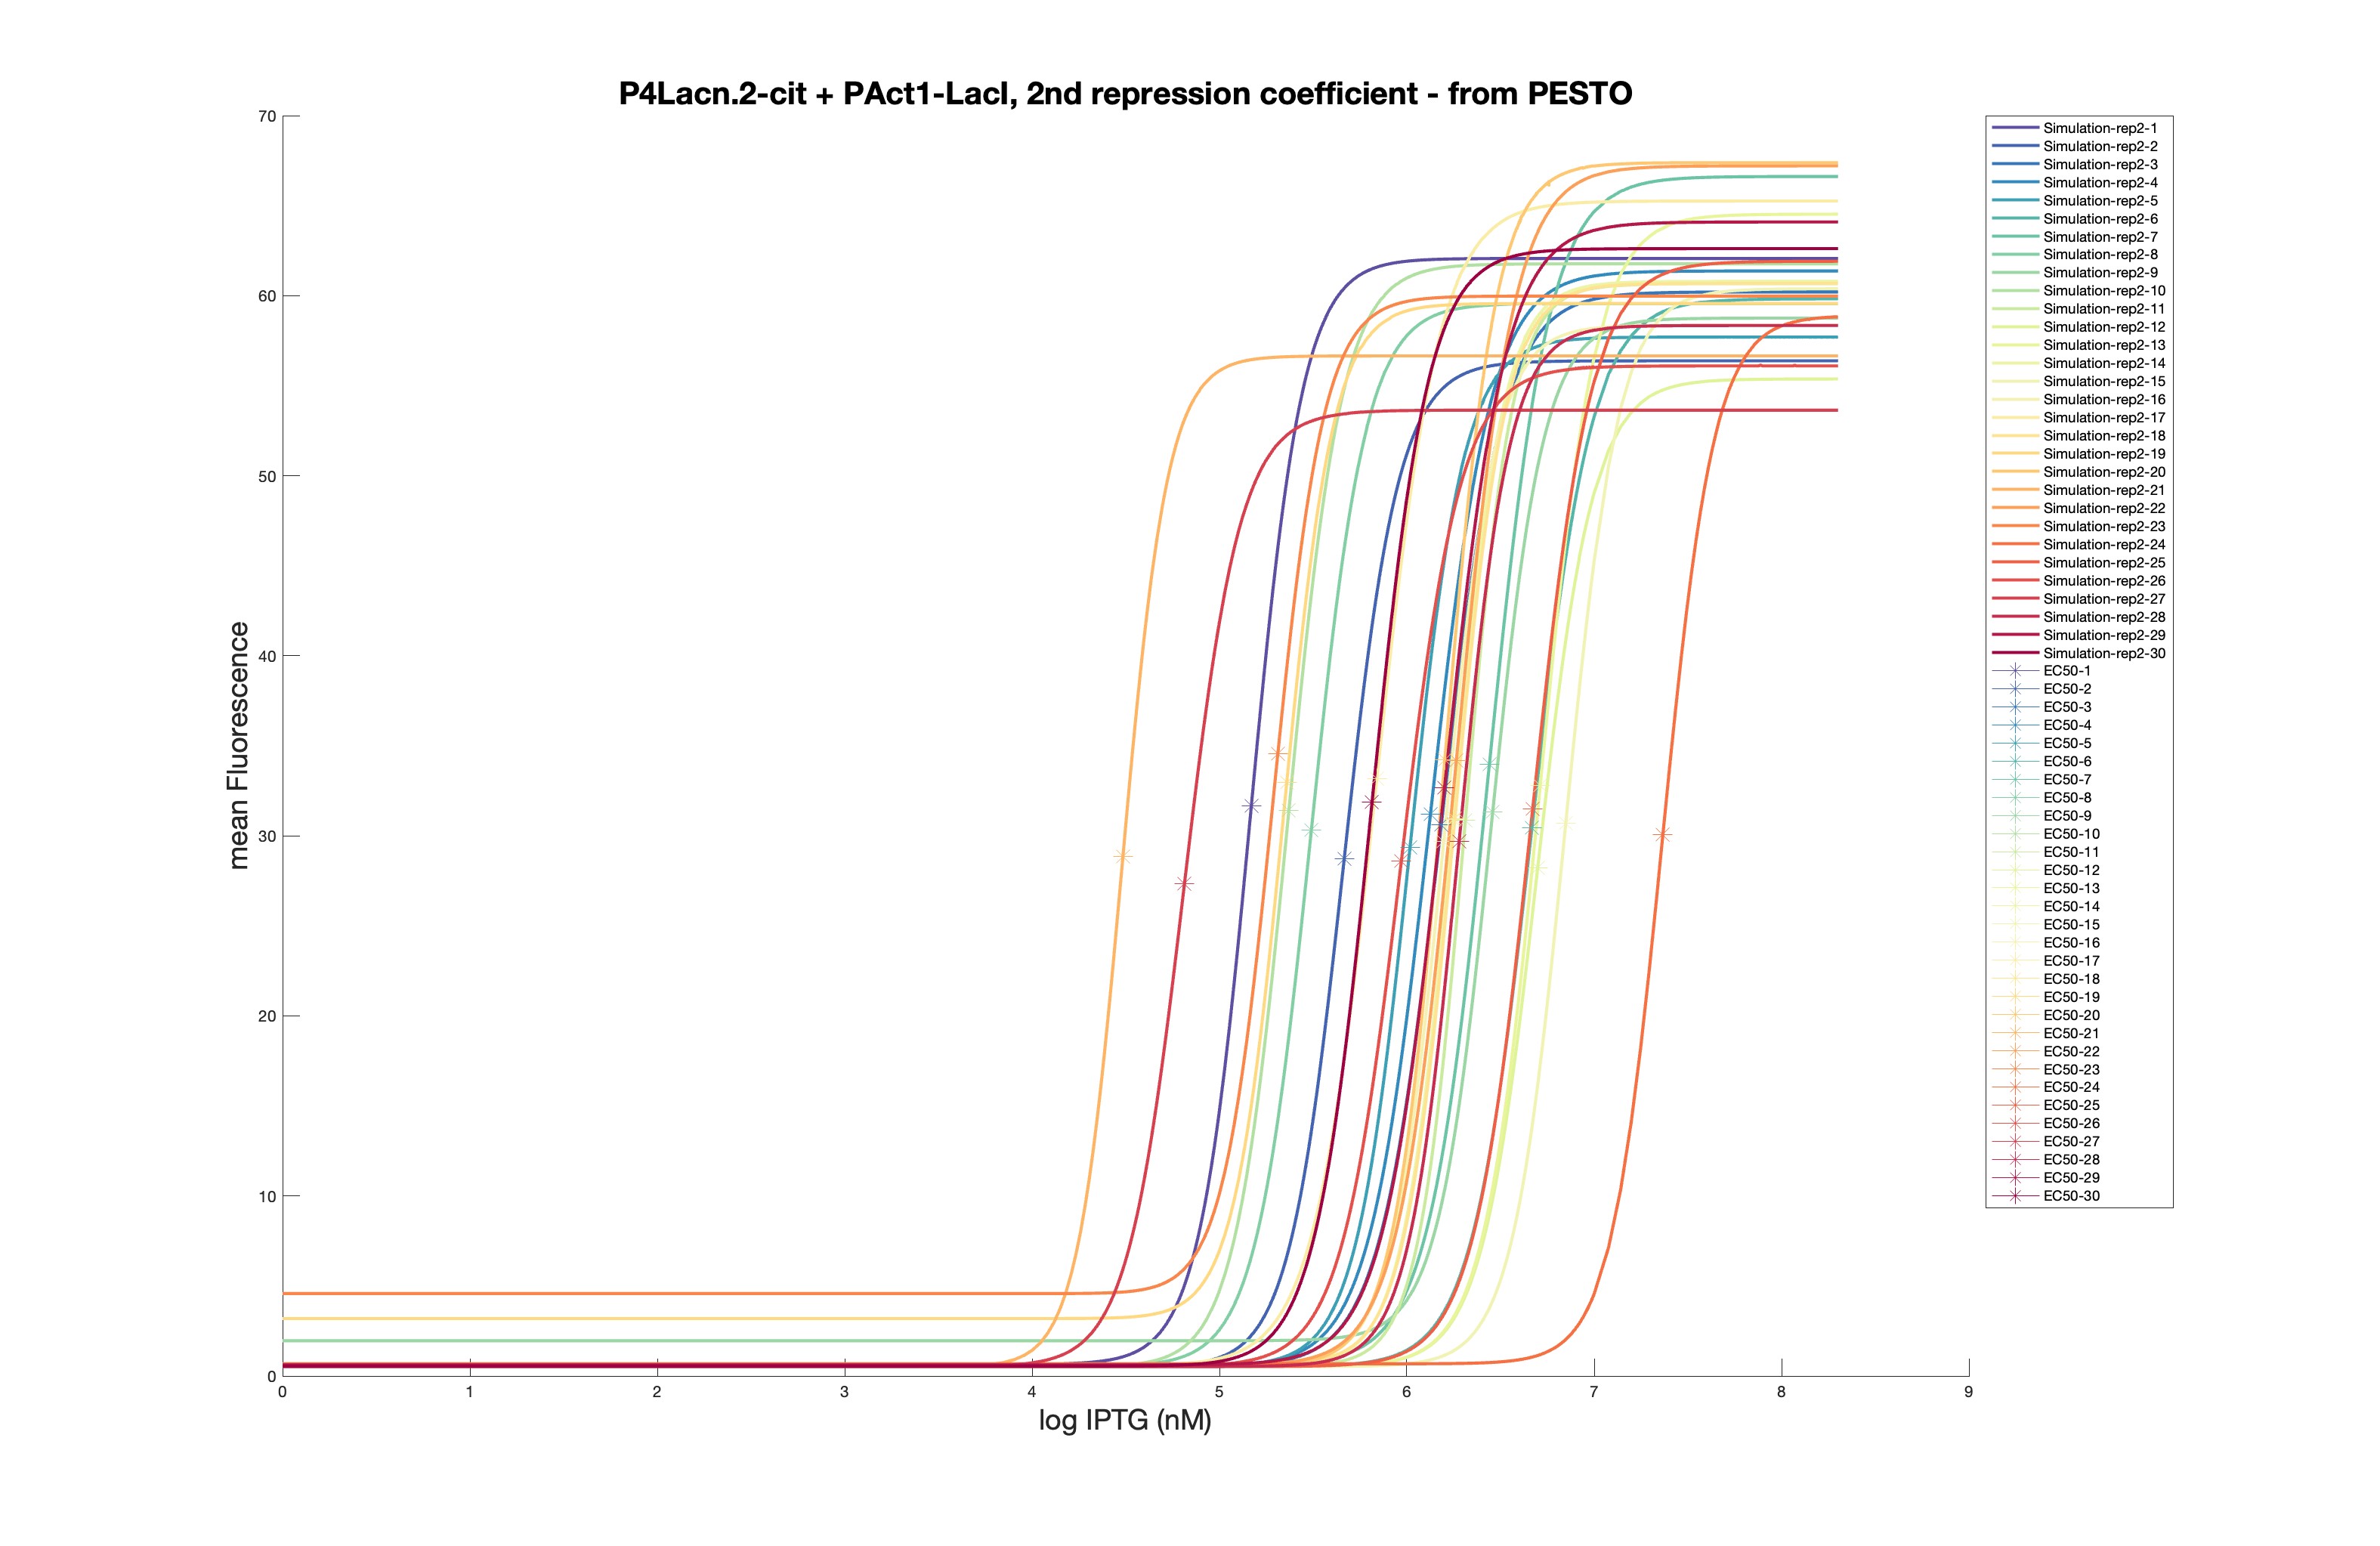 P4Lacn.2-cit + PAct1-LacI, 2nd repression coefficient - from PESTO
70
60
50
40
30
20
10
0
mean Fluorescence
0 1 2 3 4 5 6 7 8 9
log IPTG (nM)
Simulation-rep2-1
Simulation-rep2-2
Simulation-rep2-3
Simulation-rep2-4
Simulation-rep2-5
Simulation-rep2-6
Simulation-rep2-7
Simulation-rep2-8
Simulation-rep2-9
Simulation-rep2-10
Simulation-rep2-11
Simulation-rep2-12
Simulation-rep2-13
Simulation-rep2-14
Simulation-rep2-15
Simulation-rep2-16
Simulation-rep2-17
Simulation-rep2-18
Simulation-rep2-19
Simulation-rep2-20
Simulation-rep2-21
Simulation-rep2-22
Simulation-rep2-23
Simulation-rep2-24
Simulation-rep2-25
Simulation-rep2-26
Simulation-rep2-27
Simulation-rep2-28
Simulation-rep2-29
Simulation-rep2-30
EC50-1
EC50-2
EC50-3
EC50-4
EC50-5
EC50-6
EC50-7
EC50-8
EC50-9
EC50-10
EC50-11
EC50-12
EC50-13
EC50-14
EC50-15
EC50-16
EC50-17
EC50-18
EC50-19
EC50-20
EC50-21
EC50-22
EC50-23
EC50-24
EC50-25
EC50-26
EC50-27
EC50-28
EC50-29
EC50-30